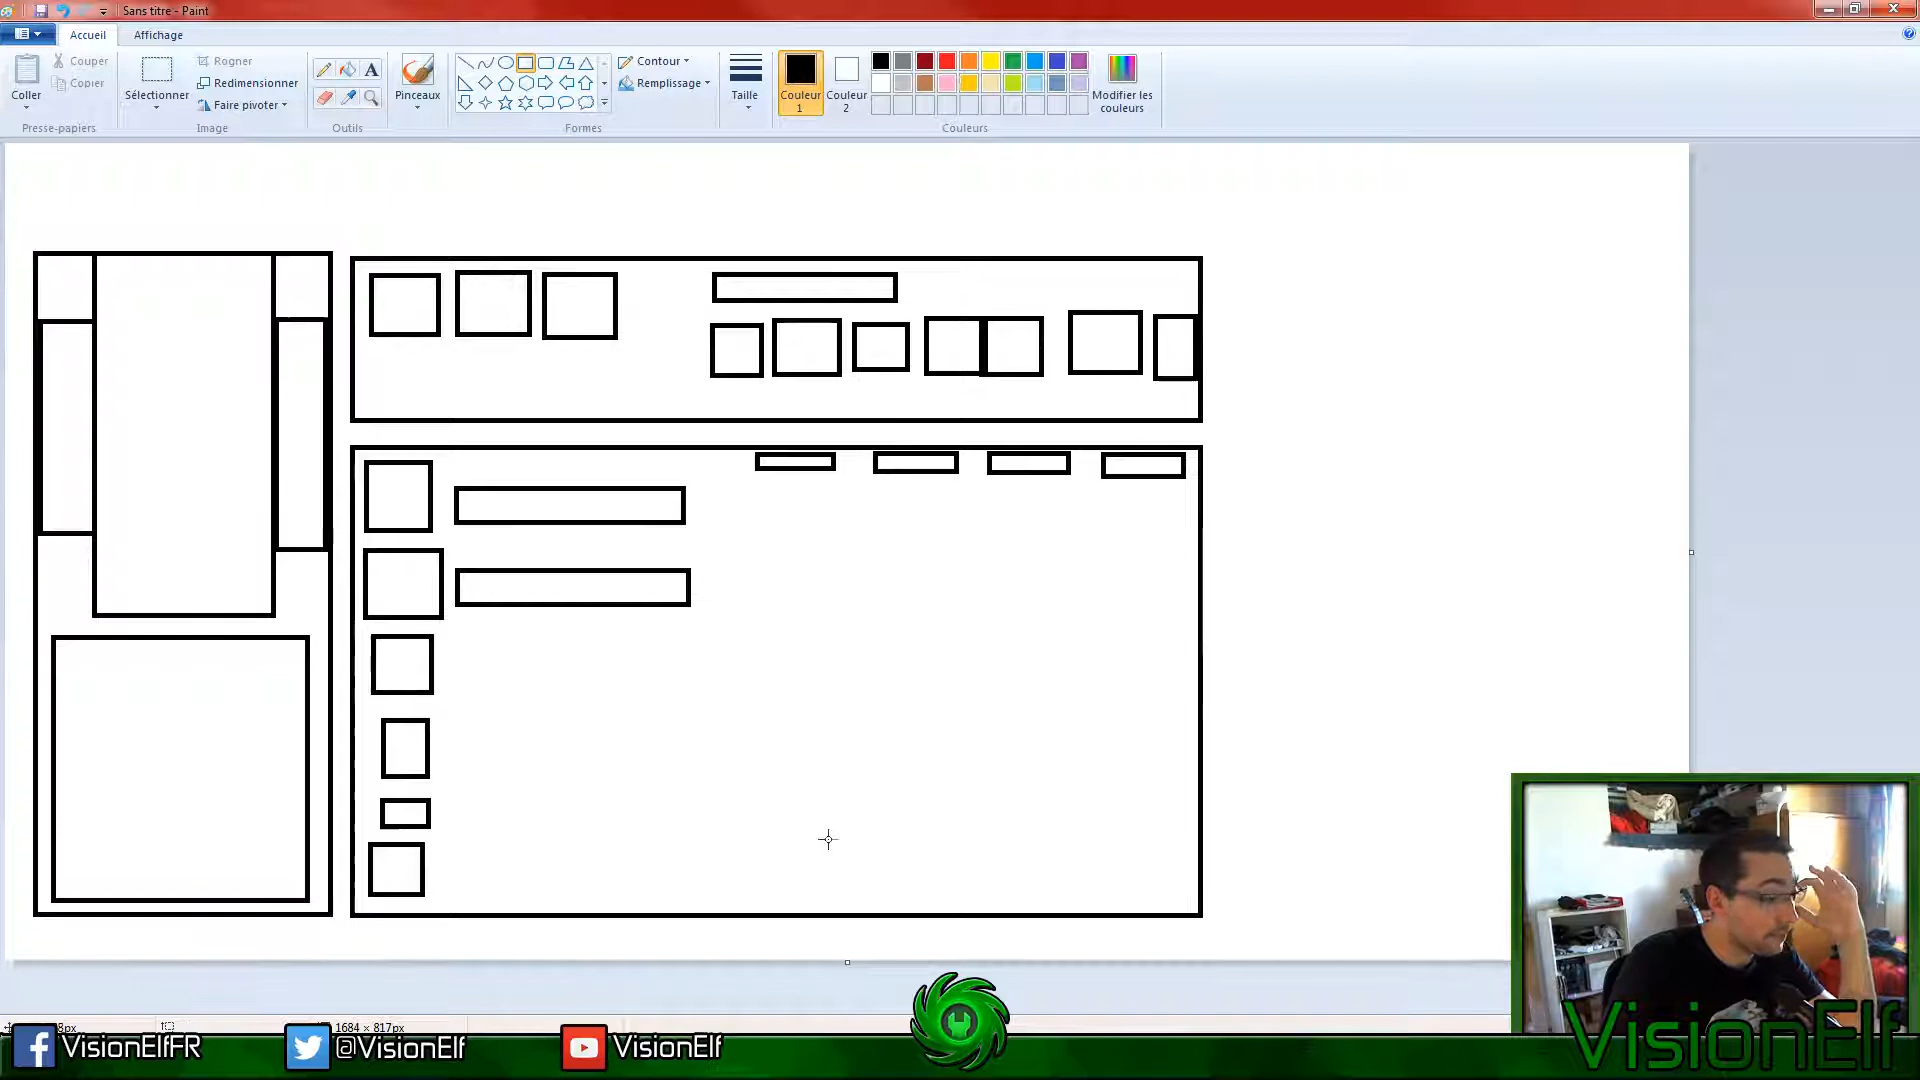 Sans titre - Paint
Accueil
Affichage
Coller
Couper
Copier
Presse-papiers
Sélectionner
Rogner
Redimensionner
Faire pivoter
Image
A
Outils
Pinceaux
Contour
Remplissage
Formes
Taille
Couleur
1
Couleur
2
Modifier les
couleurs
Couleurs
1684 × 817px
VisionElfFR
@VisionElf
VisionElf
VisionElf